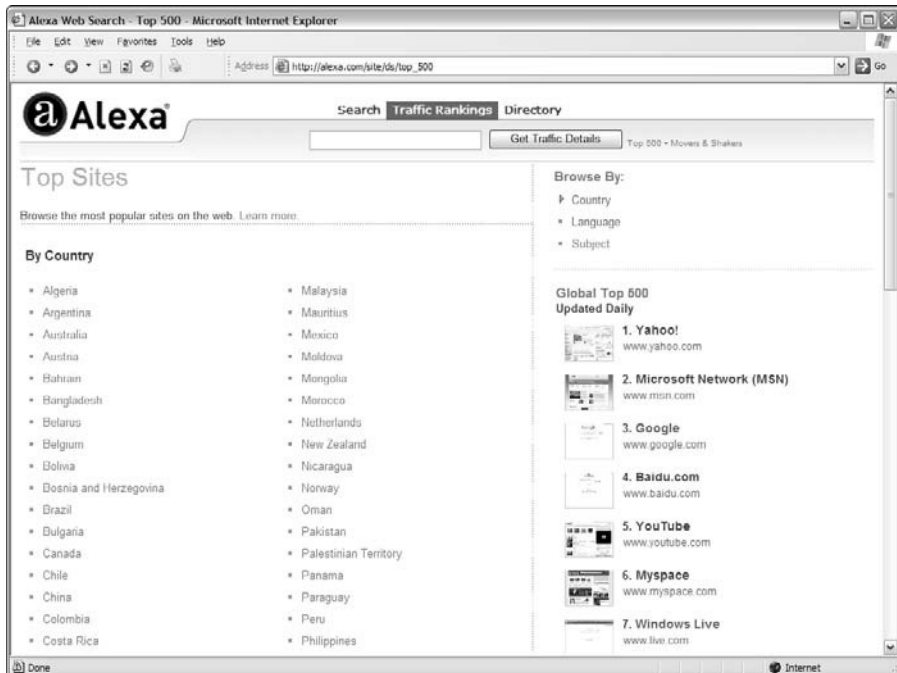 Alexa Web Search - Top 500 - Microsoft Internet Explorer
File Edit View Favorites Tools Help
Address http://alexa.com/site/ds/top_500 Go
a Alexa®
Search Traffic Rankings Directory
Get Traffic Details Top 500 - Movers & Shakers
Top Sites
Browse the most popular sites on the web. Learn more.
By Country
Algeria
Argentina
Australia
Austria
Bahrain
Bangladesh
Belarus
Belgium
Bolivia
Bosnia and Herzegovina
Brazil
Bulgaria
Canada
Chile
China
Colombia
Costa Rica
Malaysia
Mauritius
Mexico
Moldova
Mongolia
Morocco
Netherlands
New Zealand
Nicaragua
Norway
Oman
Pakistan
Palestinian Territory
Panama
Paraguay
Peru
Philippines
Browse By:
Country
Language
Subject
Global Top 500
Updated Daily
1. Yahoo!
www.yahoo.com
2. Microsoft Network (MSN)
www.msn.com
3. Google
www.google.com
4. Baidu.com
www.baidu.com
5. YouTube
www.youtube.com
6. Myspace
www.myspace.com
7. Windows Live
www.live.com
Done Internet